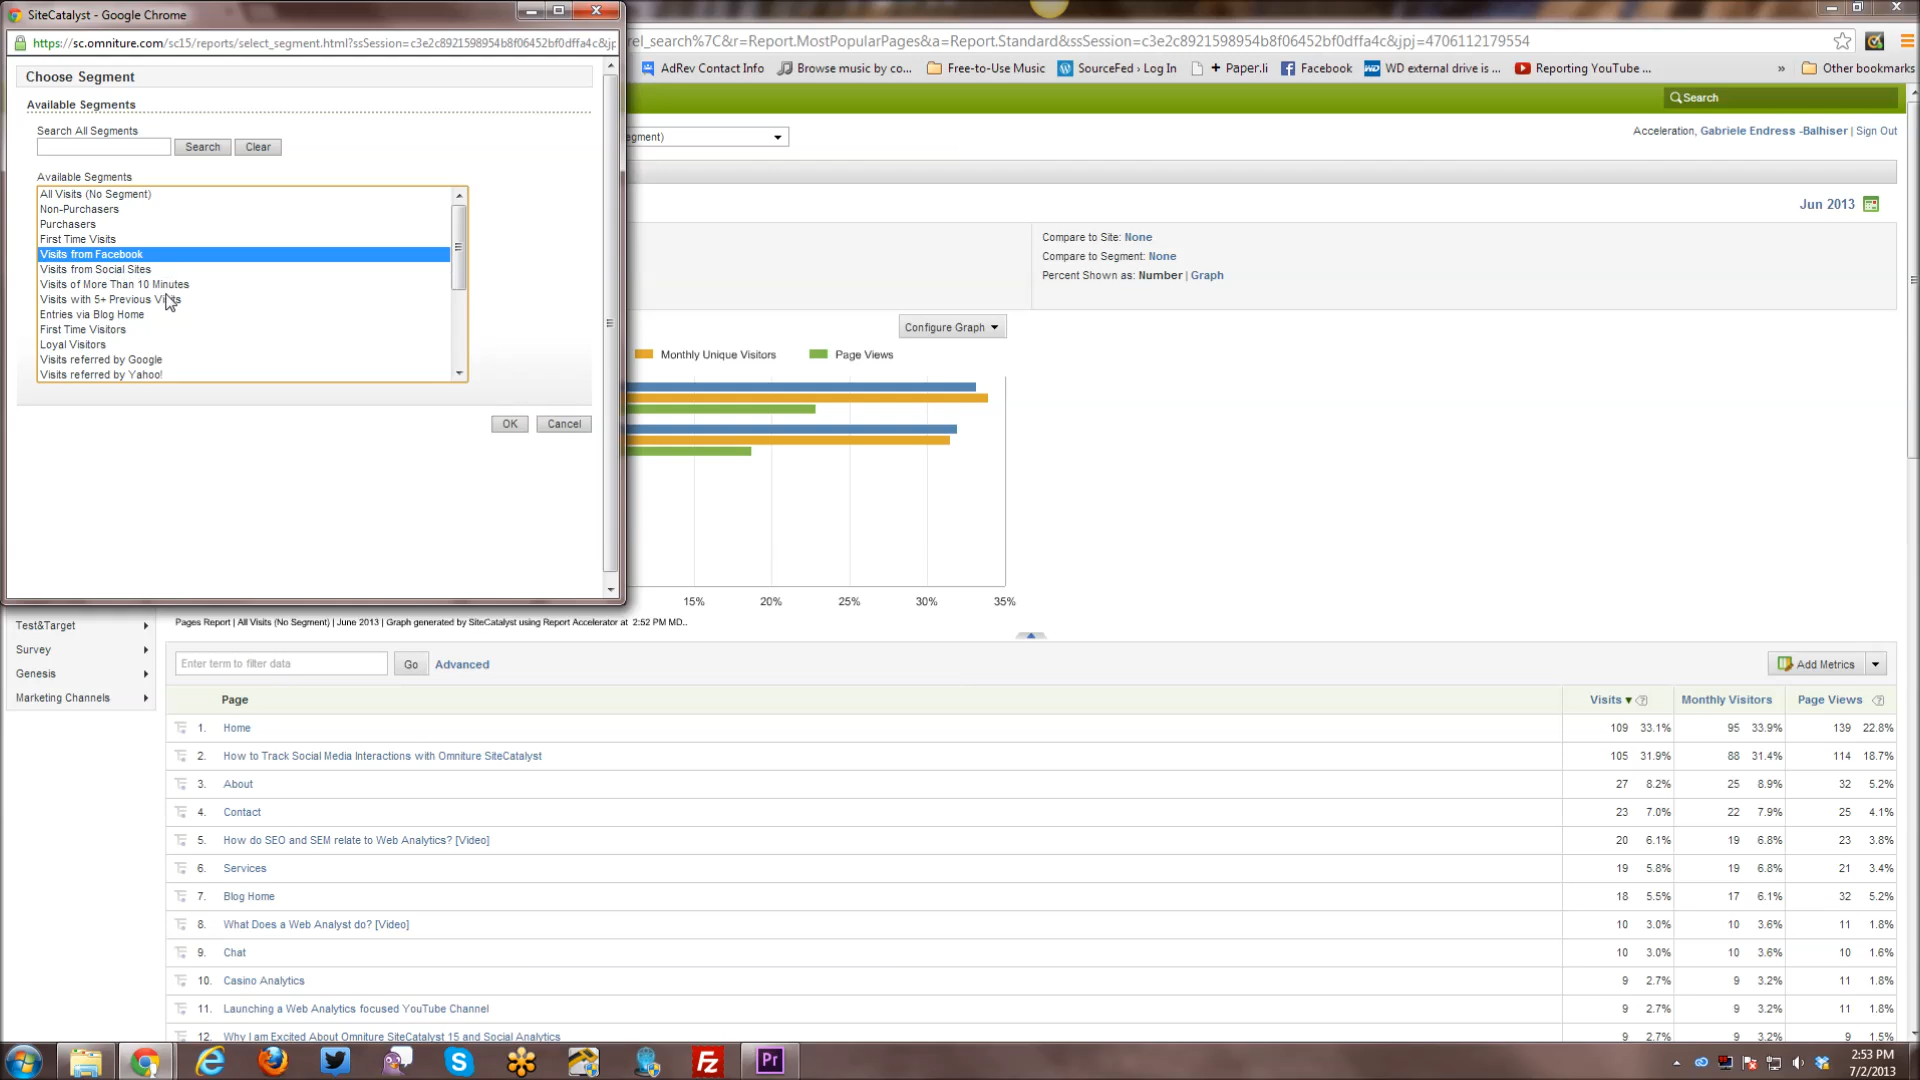 SiteCatalyst - Google Chrome
https://sc.omniture.com/sc15/reports/select_segment.html?ssSession=c3e2c8921598954b8f06452bf0dffa4c&jp
rel_search%7C&r=Report.MostPopularPages&a=Report.Standard&ssSession=c3e2c8921598954b8f06452bf0dffa4c&jpj=4706112179554
AdRev Contact Info
Browse music by co...
Free-to-Use Music
SourceFed › Log In
+ Paper.li
Facebook
WD external drive is ...
Reporting YouTube ...
»
Other bookmarks
Choose Segment
Available Segments
Search All Segments
Search
Clear
Available Segments
All Visits (No Segment)
Non-Purchasers
Purchasers
First Time Visits
Visits from Facebook
Visits from Social Sites
Visits of More Than 10 Minutes
Visits with 5+ Previous Visits
Entries via Blog Home
First Time Visitors
Loyal Visitors
Visits referred by Google
Visits referred by Yahoo!
OK
Cancel
Search
egment)
Acceleration, Gabriele Endress -Balhiser | Sign Out
Jun 2013
Compare to Site: None
Compare to Segment: None
Percent Shown as: Number | Graph
Configure Graph
Monthly Unique Visitors
Page Views
15% 20% 25% 30% 35%
Pages Report | All Visits (No Segment) | June 2013 | Graph generated by SiteCatalyst using Report Accelerator at 2:52 PM MD..
Test&Target
Survey
Genesis
Marketing Channels
Enter term to filter data
Go
Advanced
Add Metrics
Page Visits Monthly Visitors Page Views
1. Home 109 33.1% 95 33.9% 139 22.8%
2. How to Track Social Media Interactions with Omniture SiteCatalyst 105 31.9% 88 31.4% 114 18.7%
3. About 27 8.2% 25 8.9% 32 5.2%
4. Contact 23 7.0% 22 7.9% 25 4.1%
5. How do SEO and SEM relate to Web Analytics? [Video] 20 6.1% 19 6.8% 23 3.8%
6. Services 19 5.8% 19 6.8% 21 3.4%
7. Blog Home 18 5.5% 17 6.1% 32 5.2%
8. What Does a Web Analyst do? [Video] 10 3.0% 10 3.6% 11 1.8%
9. Chat 10 3.0% 10 3.6% 10 1.6%
10. Casino Analytics 9 2.7% 9 3.2% 11 1.8%
11. Launching a Web Analytics focused YouTube Channel 9 2.7% 9 3.2% 11 1.8%
12. Why I am Excited About Omniture SiteCatalyst 15 and Social Analytics 9 2.7% 9 3.2% 9 1.5%
Fz
Pr
2:53 PM
7/2/2013